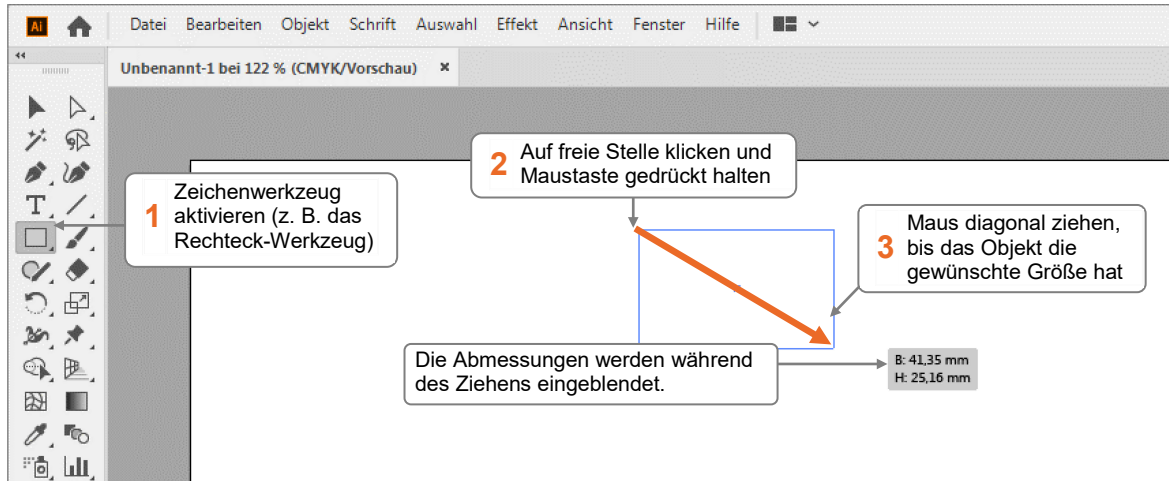 Ai Datei Bearbeiten Objekt Schrift Auswahl Effekt Ansicht Fenster Hilfe
Unbenannt-1 bei 122 % (CMYK/Vorschau) ×
1 Zeichenwerkzeug
aktivieren (z. B. das
Rechteck-Werkzeug)
2 Auf freie Stelle klicken und
Maustaste gedrückt halten
3 Maus diagonal ziehen,
bis das Objekt die
gewünschte Größe hat
Die Abmessungen werden während
des Ziehens eingeblendet.
B: 41,35 mm
H: 25,16 mm